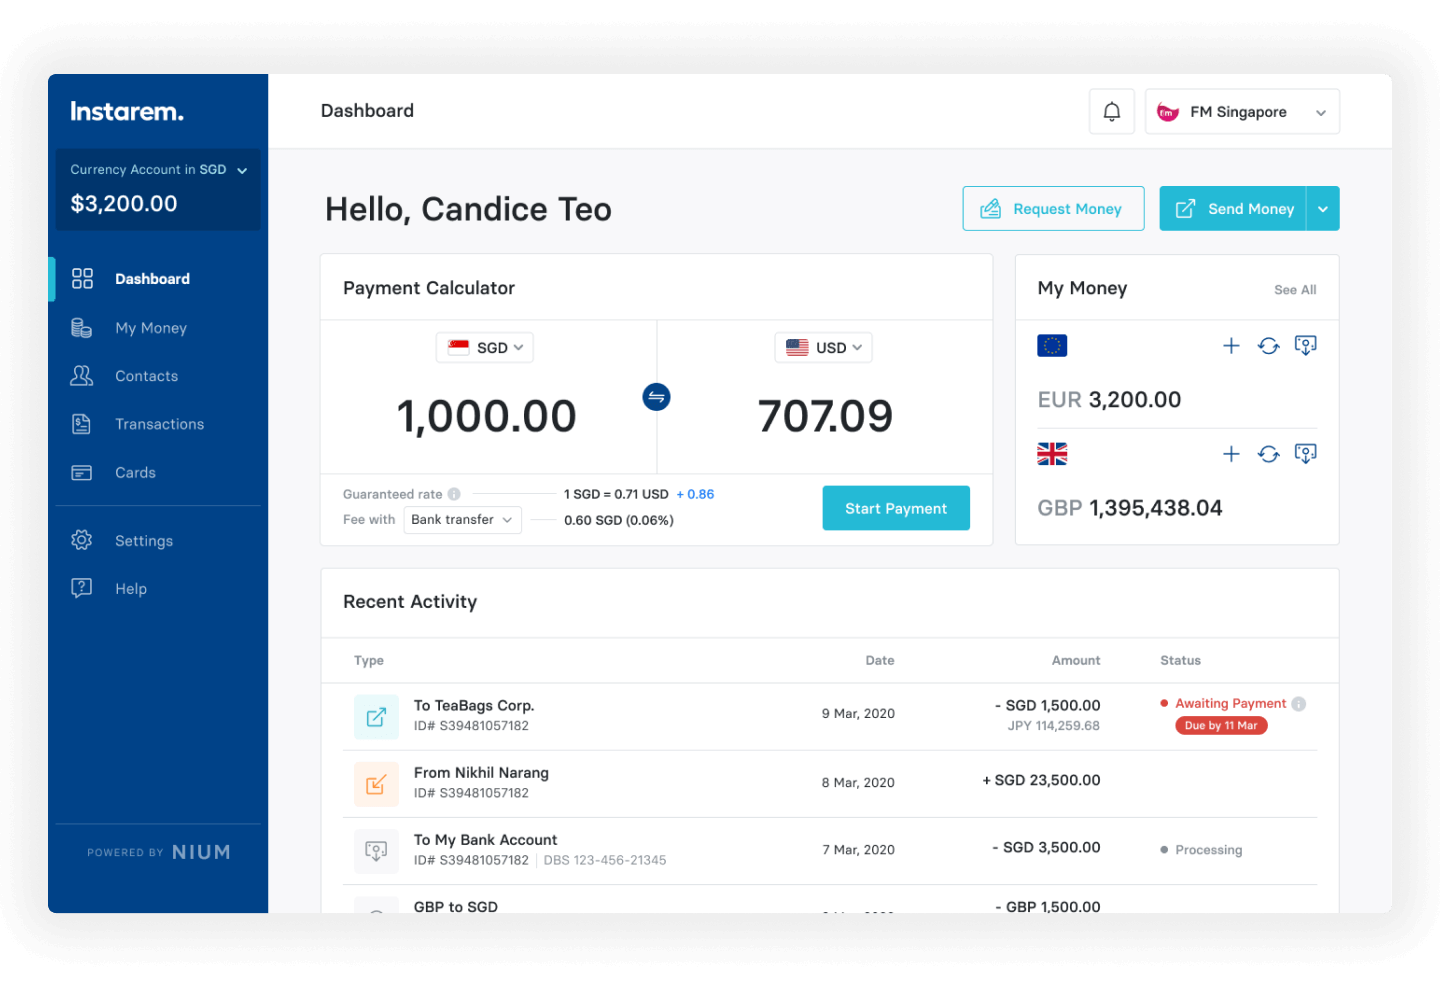 Instarem.
Currency Account in SGD
$3,200.00
Dashboard
My Money
Contacts
Transactions
Cards
Settings
Help
POWERED BY NIUM
Dashboard
Em FM Singapore
Hello, Candice Teo
Request Money
Send Money
Payment Calculator
SGD
USD
1,000.00
707.09
Guaranteed rate 1 SGD = 0.71 USD + 0.86
Fee with Bank transfer 0.60 SGD (0.06%)
Start Payment
My Money See All
EUR 3,200.00
GBP 1,395,438.04
Recent Activity
Type Date Amount Status
To TeaBags Corp.
ID# S39481057182
9 Mar, 2020
- SGD 1,500.00
JPY 114,259.68
Awaiting Payment
Due by 11 Mar
From Nikhil Narang
ID# S39481057182
8 Mar, 2020
+ SGD 23,500.00
To My Bank Account
ID# S39481057182 DBS 123-456-21345
7 Mar, 2020
- SGD 3,500.00
Processing
GBP to SGD
- GBP 1,500.00